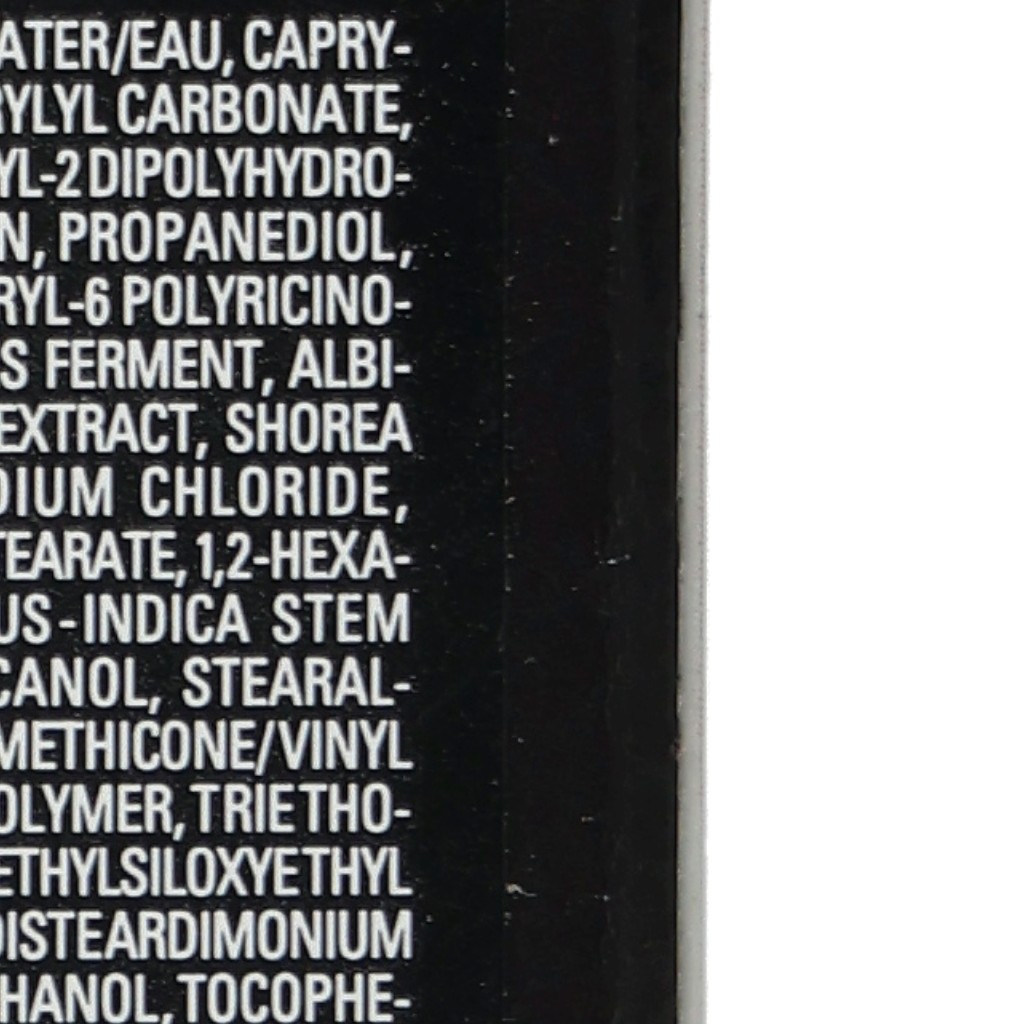 ATER/EAU, CAPRY-
RYLYL CARBONATE,
YL-2 DIPOLYHYDRO-
N, PROPANEDIOL,
RYL-6 POLYRICINO-
S FERMENT, ALBI-
EXTRACT, SHOREA
DIUM CHLORIDE,
TEARATE, 1,2-HEXA-
US-INDICA STEM
CANOL, STEARAL-
METHICONE/VINYL
OLYMER, TRIETHO-
ETHYLSILOXYETHYL
DISTEARDIMONIUM
HANOL, TOCOPHE-